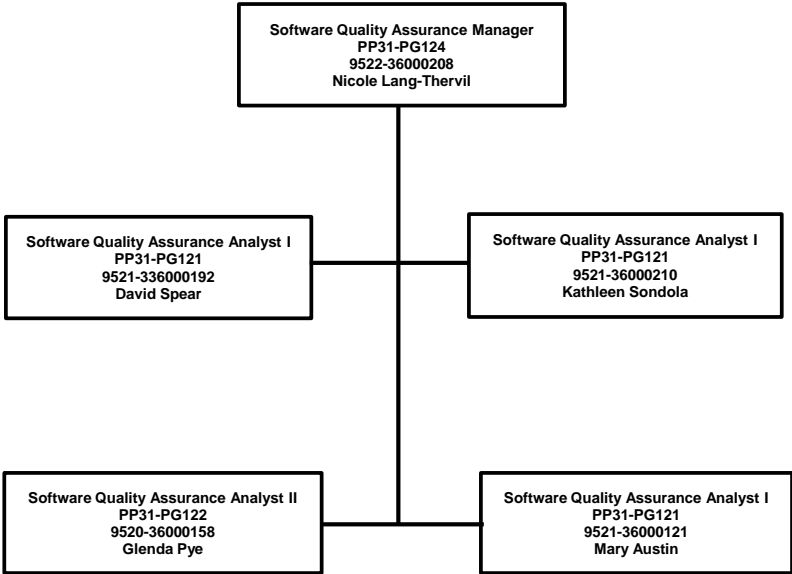 Software Quality Assurance Manager
PP31-PG124
9522-36000208
Nicole Lang-Thervil
Software Quality Assurance Analyst I
PP31-PG121
9521-336000192
David Spear
Software Quality Assurance Analyst I
PP31-PG121
9521-36000210
Kathleen Sondola
Software Quality Assurance Analyst II
PP31-PG122
9520-36000158
Glenda Pye
Software Quality Assurance Analyst I
PP31-PG121
9521-36000121
Mary Austin